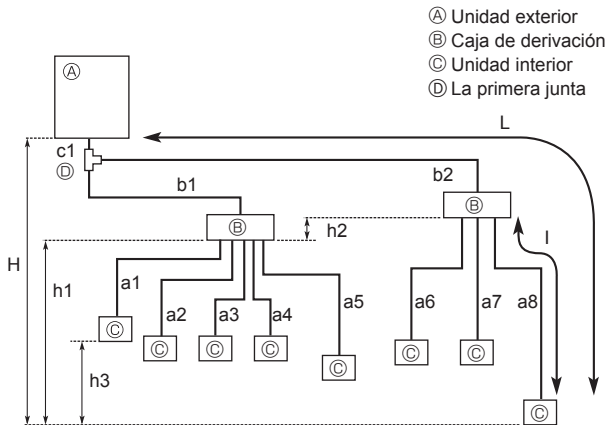 Ⓐ Unidad exterior
Ⓑ Caja de derivación
Ⓒ Unidad interior
Ⓓ La primera junta
Ⓐ
L
c1
Ⓓ
b1
b2
Ⓑ
Ⓑ
h2
H
h1
l
a1
a2
a3
a4
a5
a6
a7
a8
Ⓒ
Ⓒ
Ⓒ
Ⓒ
Ⓒ
Ⓒ
Ⓒ
h3
Ⓒ